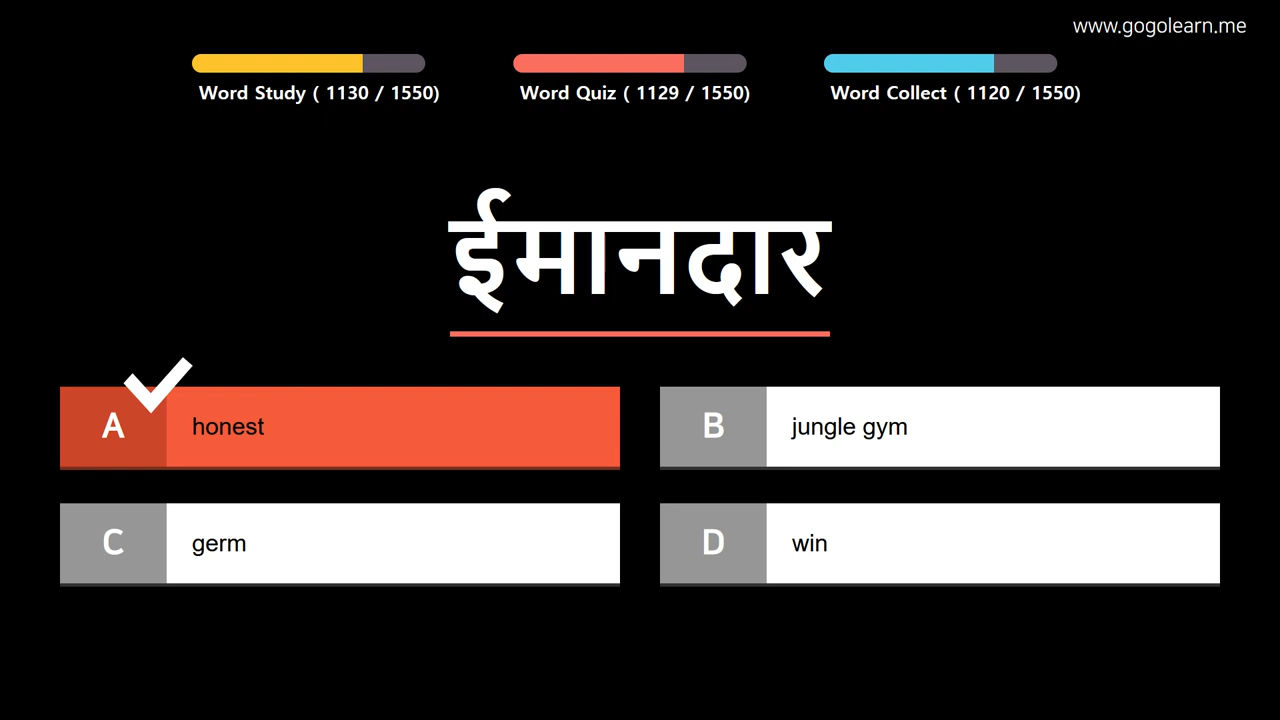 www.gogolearn.me
Word Study ( 1130 / 1550)
Word Quiz ( 1129 / 1550)
Word Collect ( 1120 / 1550)
ईमानदार
A honest
B jungle gym
C germ
D win